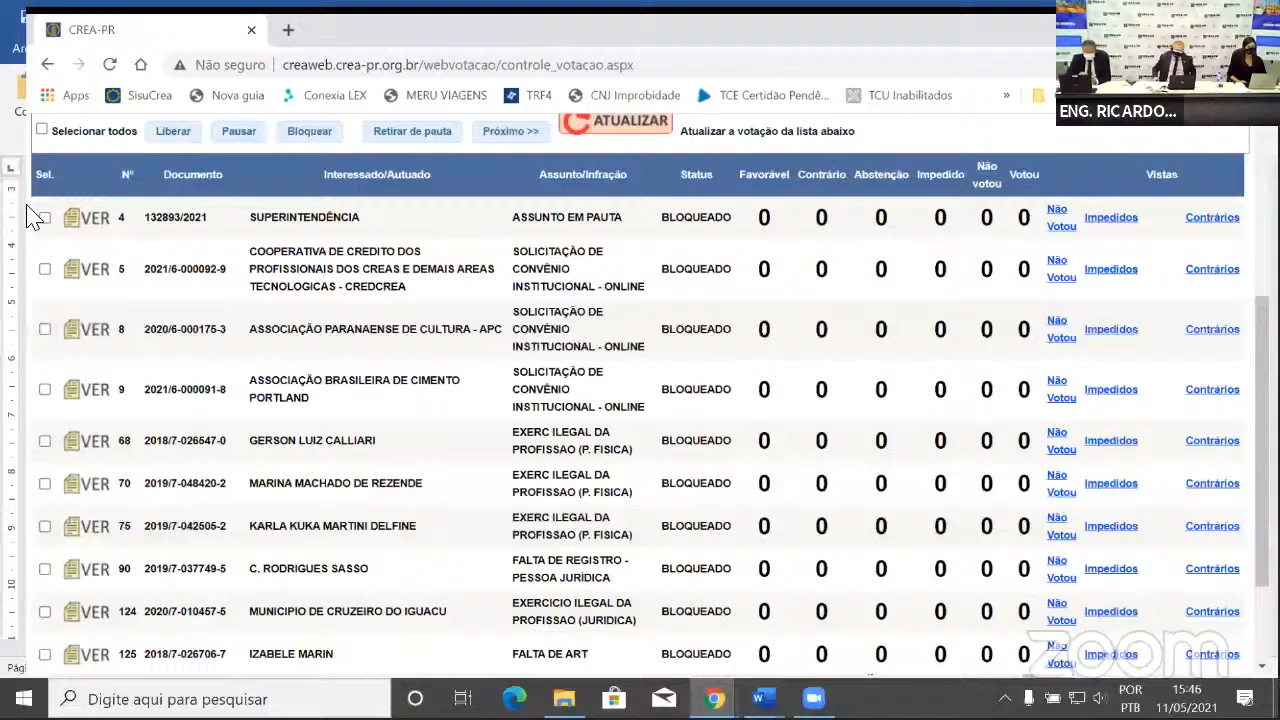 CREA-PR
Não seguro
Apps
SisuCrea
Nova guia
Conexia LEX
CNJ Improbidade
TCE Certidão Pendê...
TCU Inabilitados
»
ENG. RICARDO...
Selecionar todos
Liberar
Pausar
Bloquear
Retirar de pauta
Próximo >>
ATUALIZAR
Atualizar a votação da lista abaixo
Sel. Nº Documento Interessado/Autuado Assunto/Infração Status Favorável Contrário Abstenção Impedido Não votou Votou Vistas
VER 4 132893/2021 SUPERINTENDÊNCIA ASSUNTO EM PAUTA BLOQUEADO 0 0 0 0 0 0 Não Votou Impedidos Contrários
VER 5 2021/6-000092-9 COOPERATIVA DE CREDITO DOS PROFISSIONAIS DOS CREAS E DEMAIS AREAS TECNOLOGICAS - CREDCREA SOLICITAÇÃO DE CONVÊNIO INSTITUCIONAL - ONLINE BLOQUEADO 0 0 0 0 0 0 Não Votou Impedidos Contrários
VER 8 2020/6-000175-3 ASSOCIAÇÃO PARANAENSE DE CULTURA - APC SOLICITAÇÃO DE CONVÊNIO INSTITUCIONAL - ONLINE BLOQUEADO 0 0 0 0 0 0 Não Votou Impedidos Contrários
VER 9 2021/6-000091-8 ASSOCIAÇÃO BRASILEIRA DE CIMENTO PORTLAND SOLICITAÇÃO DE CONVÊNIO INSTITUCIONAL - ONLINE BLOQUEADO 0 0 0 0 0 0 Não Votou Impedidos Contrários
VER 68 2018/7-026547-0 GERSON LUIZ CALLIARI EXERC ILEGAL DA PROFISSAO (P. FISICA) BLOQUEADO 0 0 0 0 0 0 Não Votou Impedidos Contrários
VER 70 2019/7-048420-2 MARINA MACHADO DE REZENDE EXERC ILEGAL DA PROFISSAO (P. FISICA) BLOQUEADO 0 0 0 0 0 0 Não Votou Impedidos Contrários
VER 75 2019/7-042505-2 KARLA KUKA MARTINI DELFINE EXERC ILEGAL DA PROFISSAO (P. FISICA) BLOQUEADO 0 0 0 0 0 0 Não Votou Impedidos Contrários
VER 90 2019/7-037749-5 C. RODRIGUES SASSO FALTA DE REGISTRO - PESSOA JURÍDICA BLOQUEADO 0 0 0 0 0 0 Não Votou Impedidos Contrários
VER 124 2020/7-010457-5 MUNICIPIO DE CRUZEIRO DO IGUACU EXERCICIO ILEGAL DA PROFISSAO (JURIDICA) BLOQUEADO 0 0 0 0 0 0 Não Votou Impedidos Contrários
VER 125 2018/7-026706-7 IZABELE MARIN FALTA DE ART BLOQUEADO 0 0 0 0 0 0 Não Votou Impedidos Contrários
zoom
Digite aqui para pesquisar
POR
PTB
15:46
11/05/2021